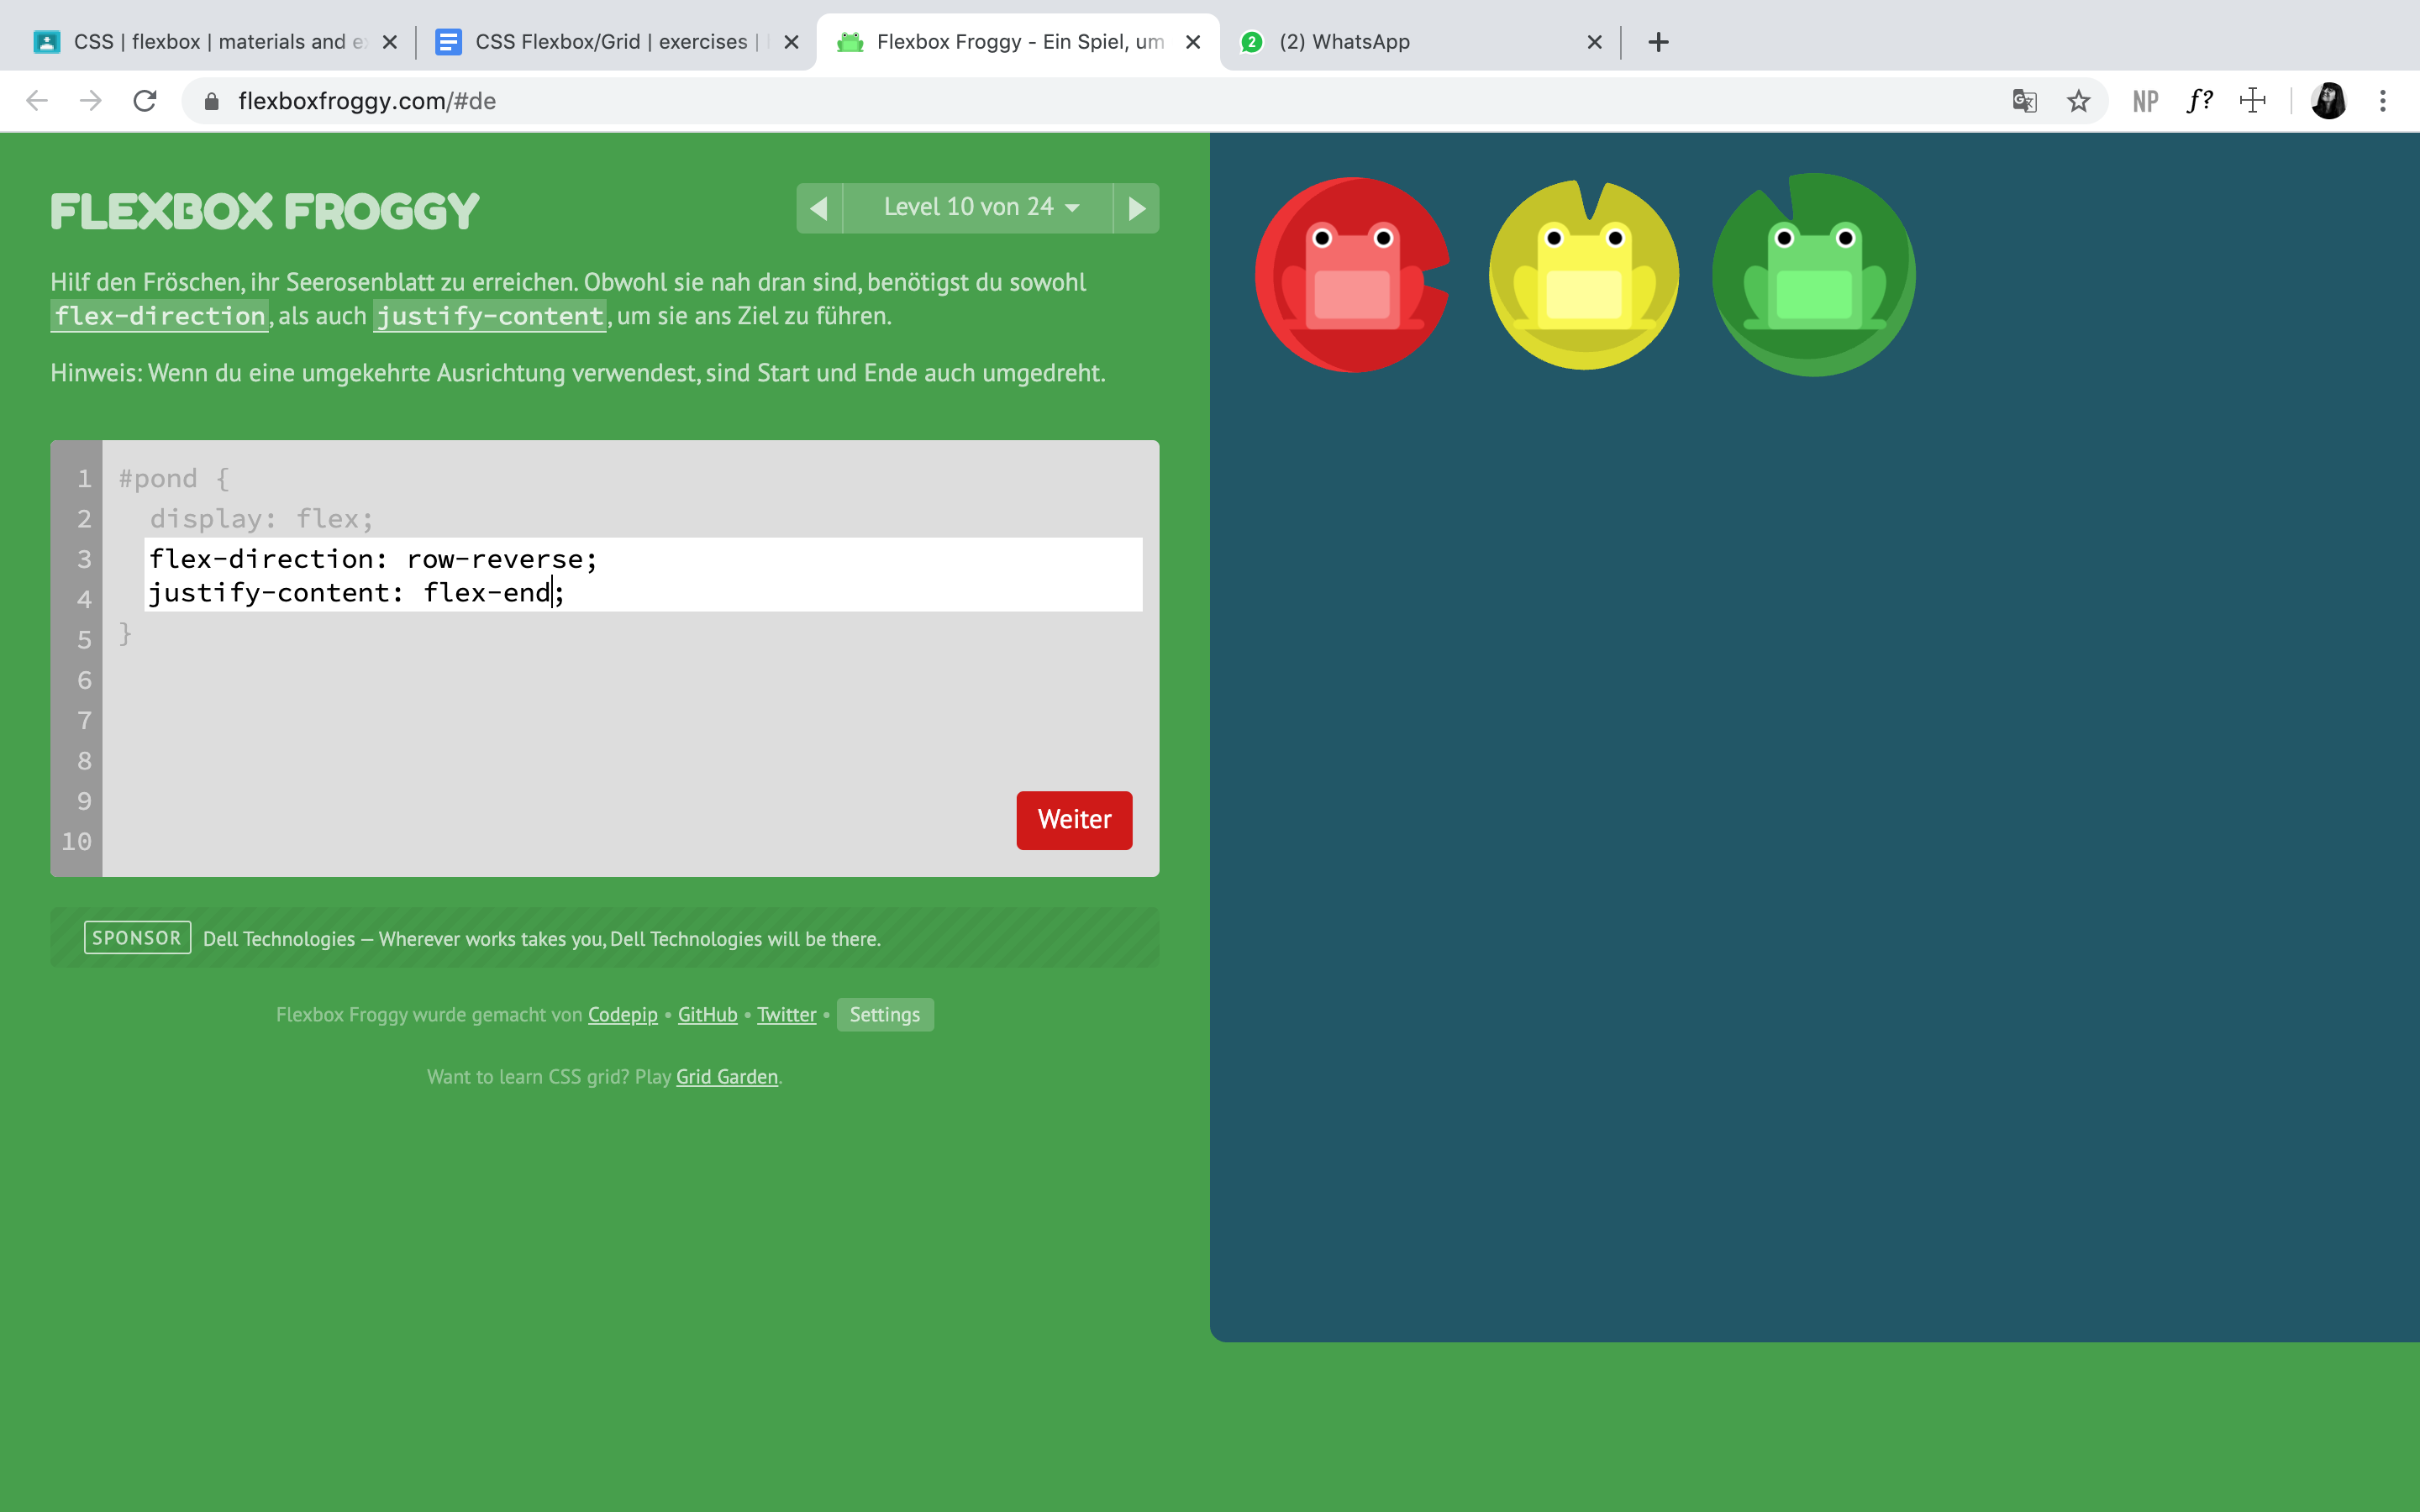 CSS | flexbox | materials and e
CSS Flexbox/Grid | exercises |
Flexbox Froggy - Ein Spiel, um
2
(2) WhatsApp
flexboxfroggy.com/#de
NP
f?
FLEXBOX FROGGY
Level 10 von 24
Hilf den Fröschen, ihr Seerosenblatt zu erreichen. Obwohl sie nah dran sind, benötigst du sowohl
flex-direction, als auch justify-content, um sie ans Ziel zu führen.
Hinweis: Wenn du eine umgekehrte Ausrichtung verwendest, sind Start und Ende auch umgedreht.
1 #pond {
2 display: flex;
3 flex-direction: row-reverse;
4 justify-content: flex-end;
5 }
6
7
8
9
10
Weiter
SPONSOR Dell Technologies — Wherever works takes you, Dell Technologies will be there.
Flexbox Froggy wurde gemacht von Codepip • GitHub • Twitter • Settings
Want to learn CSS grid? Play Grid Garden.